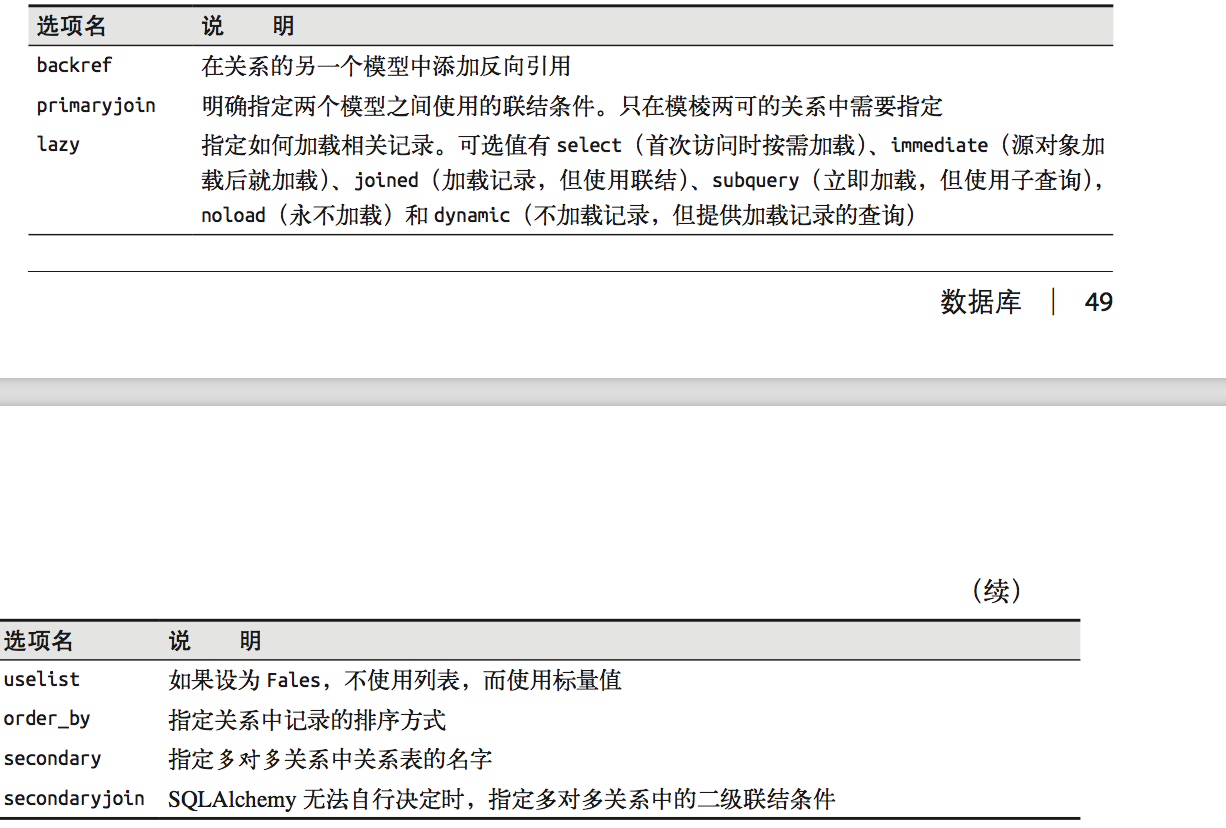 选项名 说 明
backref 在关系的另一个模型中添加反向引用
primaryjoin 明确指定两个模型之间使用的联结条件。只在模棱两可的关系中需要指定
lazy 指定如何加载相关记录。可选值有 select（首次访问时按需加载）、immediate（源对象加
载后就加载）、joined（加载记录，但使用联结）、subquery（立即加载，但使用子查询），
noload（永不加载）和 dynamic（不加载记录，但提供加载记录的查询）
数据库 | 49
（续）
选项名 说 明
uselist 如果设为 Fales，不使用列表，而使用标量值
order_by 指定关系中记录的排序方式
secondary 指定多对多关系中关系表的名字
secondaryjoin SQLAlchemy 无法自行决定时，指定多对多关系中的二级联结条件